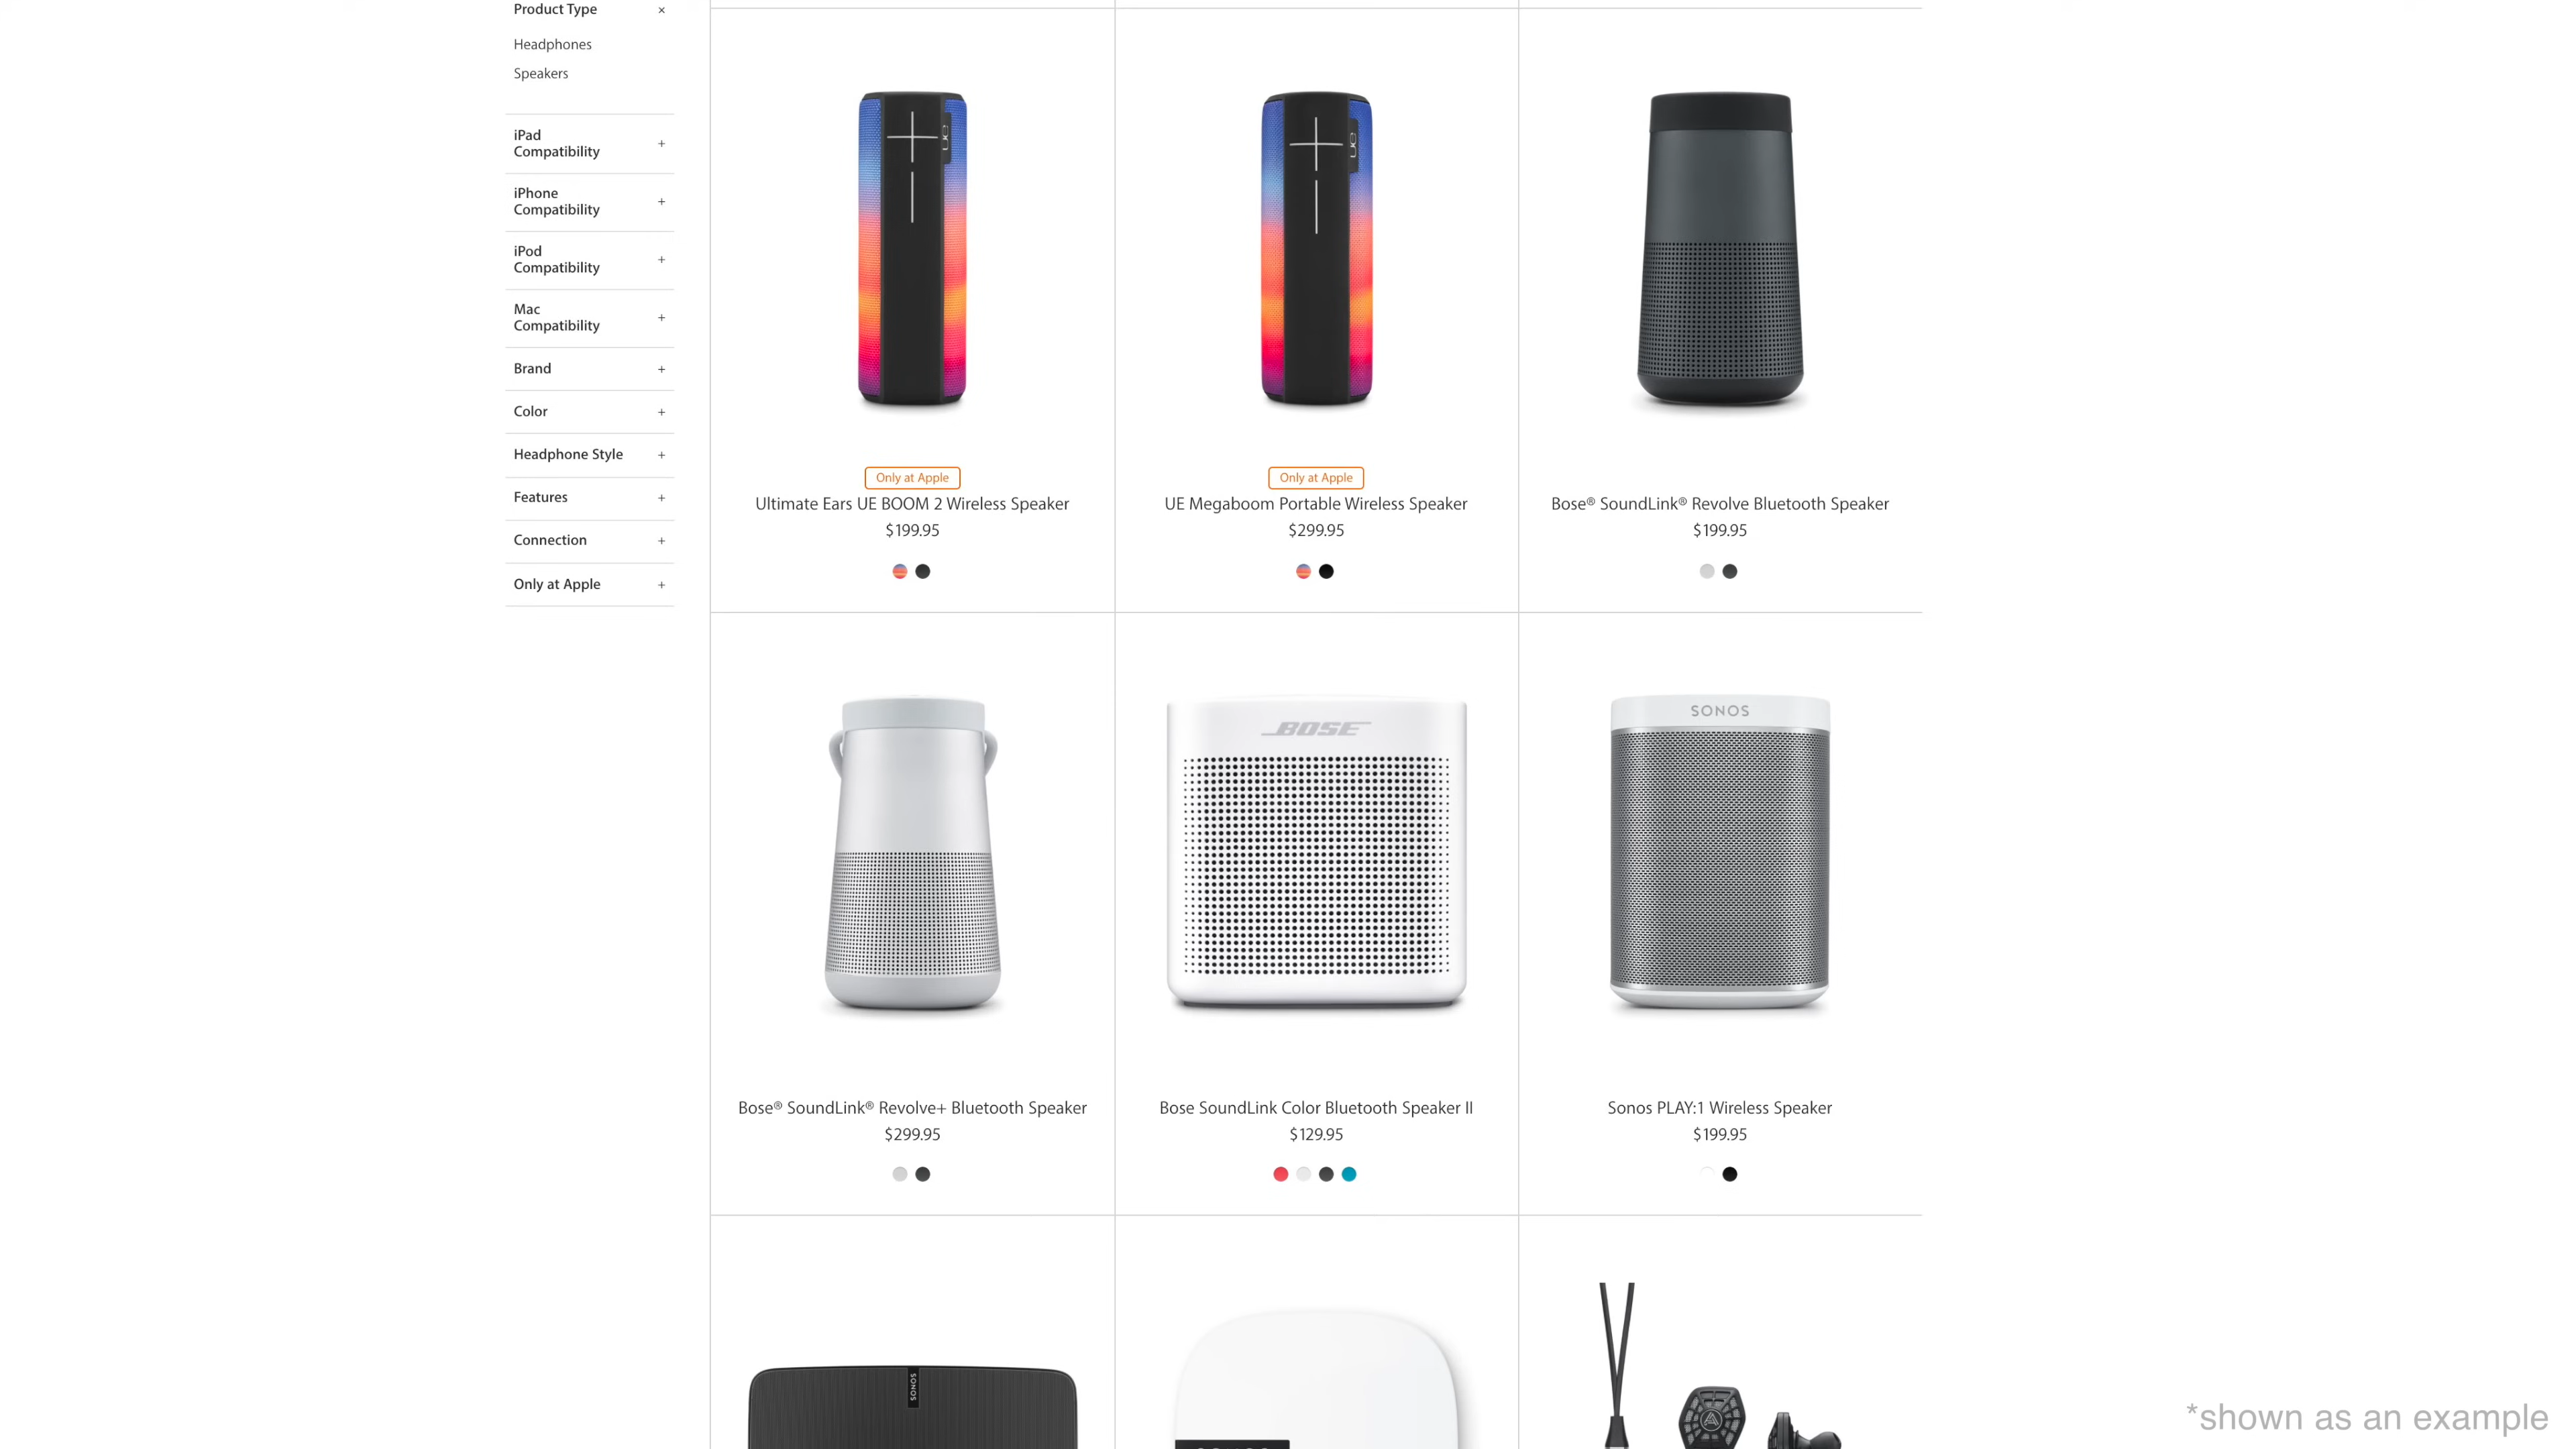 Product Type ×
Headphones
Speakers
iPad
Compatibility +
iPhone
Compatibility +
iPod
Compatibility +
Mac
Compatibility +
Brand +
Color +
Headphone Style +
Features +
Connection +
Only at Apple +
Only at Apple
Ultimate Ears UE BOOM 2 Wireless Speaker
$199.95
Only at Apple
UE Megaboom Portable Wireless Speaker
$299.95
Bose® SoundLink® Revolve Bluetooth Speaker
$199.95
Bose® SoundLink® Revolve+ Bluetooth Speaker
$299.95
BOSE
Bose SoundLink Color Bluetooth Speaker II
$129.95
SONOS
Sonos PLAY:1 Wireless Speaker
$199.95
SONOS
*shown as an example